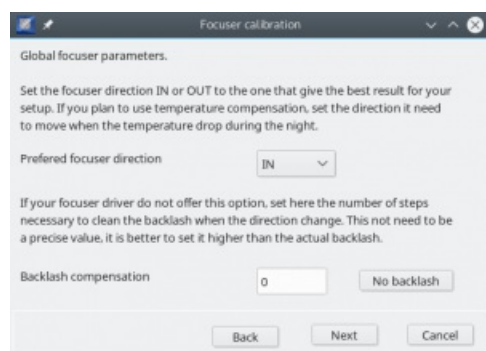 Focuser calibration
Global focuser parameters.
Set the focuser direction IN or OUT to the one that give the best result for your
setup. If you plan to use temperature compensation, set the direction it need
to move when the temperature drop during the night.
Prefered focuser direction
IN
If your focuser driver do not offer this option, set here the number of steps
necessary to clean the backlash when the direction change. This not need to be
a precise value, it is better to set it higher than the actual backlash.
Backlash compensation
0
No backlash
Back
Next
Cancel